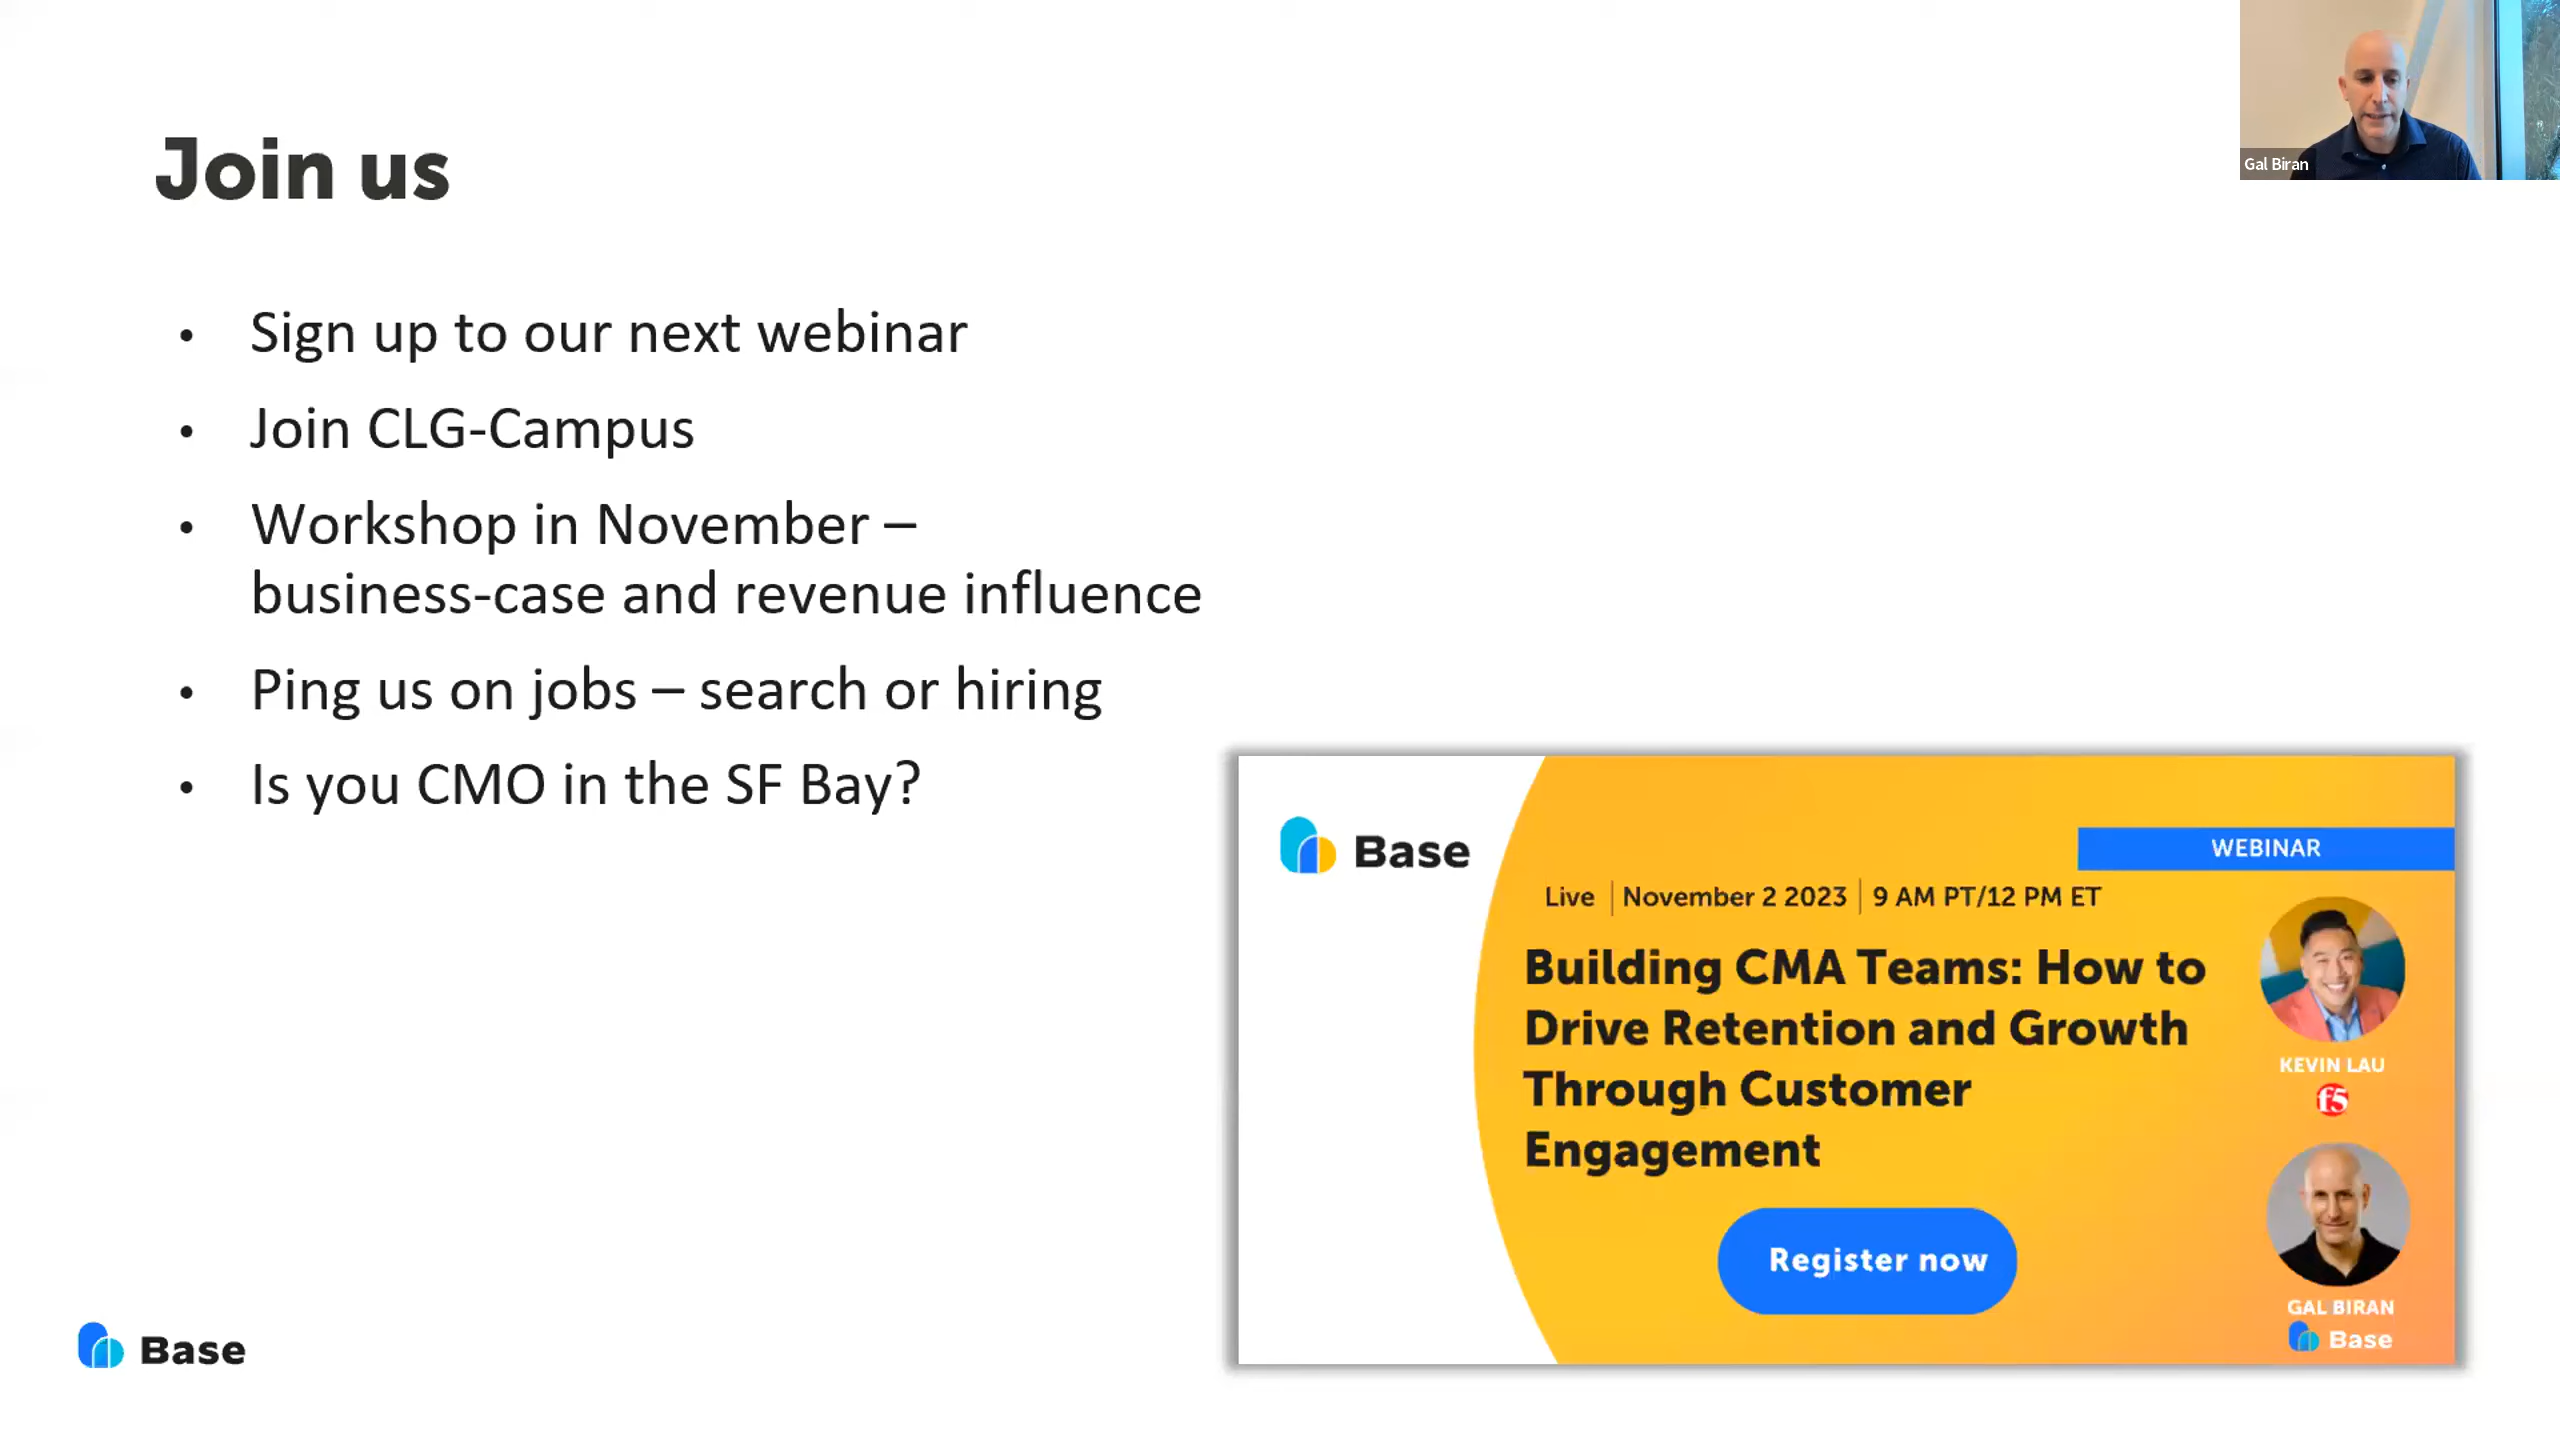 Gal Biran
Join us
• Sign up to our next webinar
• Join CLG-Campus
• Workshop in November –
business-case and revenue influence
• Ping us on jobs – search or hiring
• Is you CMO in the SF Bay?
Base
WEBINAR
Live | November 2 2023 | 9 AM PT/12 PM ET
Building CMA Teams: How to
Drive Retention and Growth
Through Customer
Engagement
Register now
KEVIN LAU
f5
GAL BIRAN
Base
Base